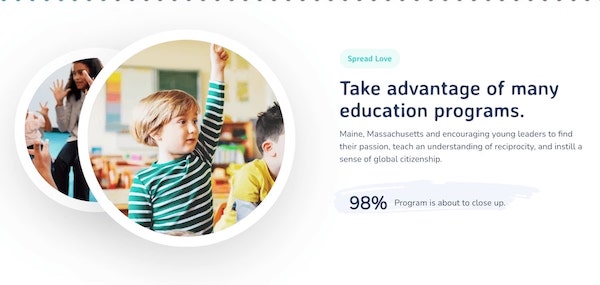 Spread Love
Take advantage of many
education programs.
Maine, Massachusetts and encouraging young leaders to find
their passion, teach an understanding of reciprocity, and instill a
sense of global citizenship.
98% Program is about to close up.